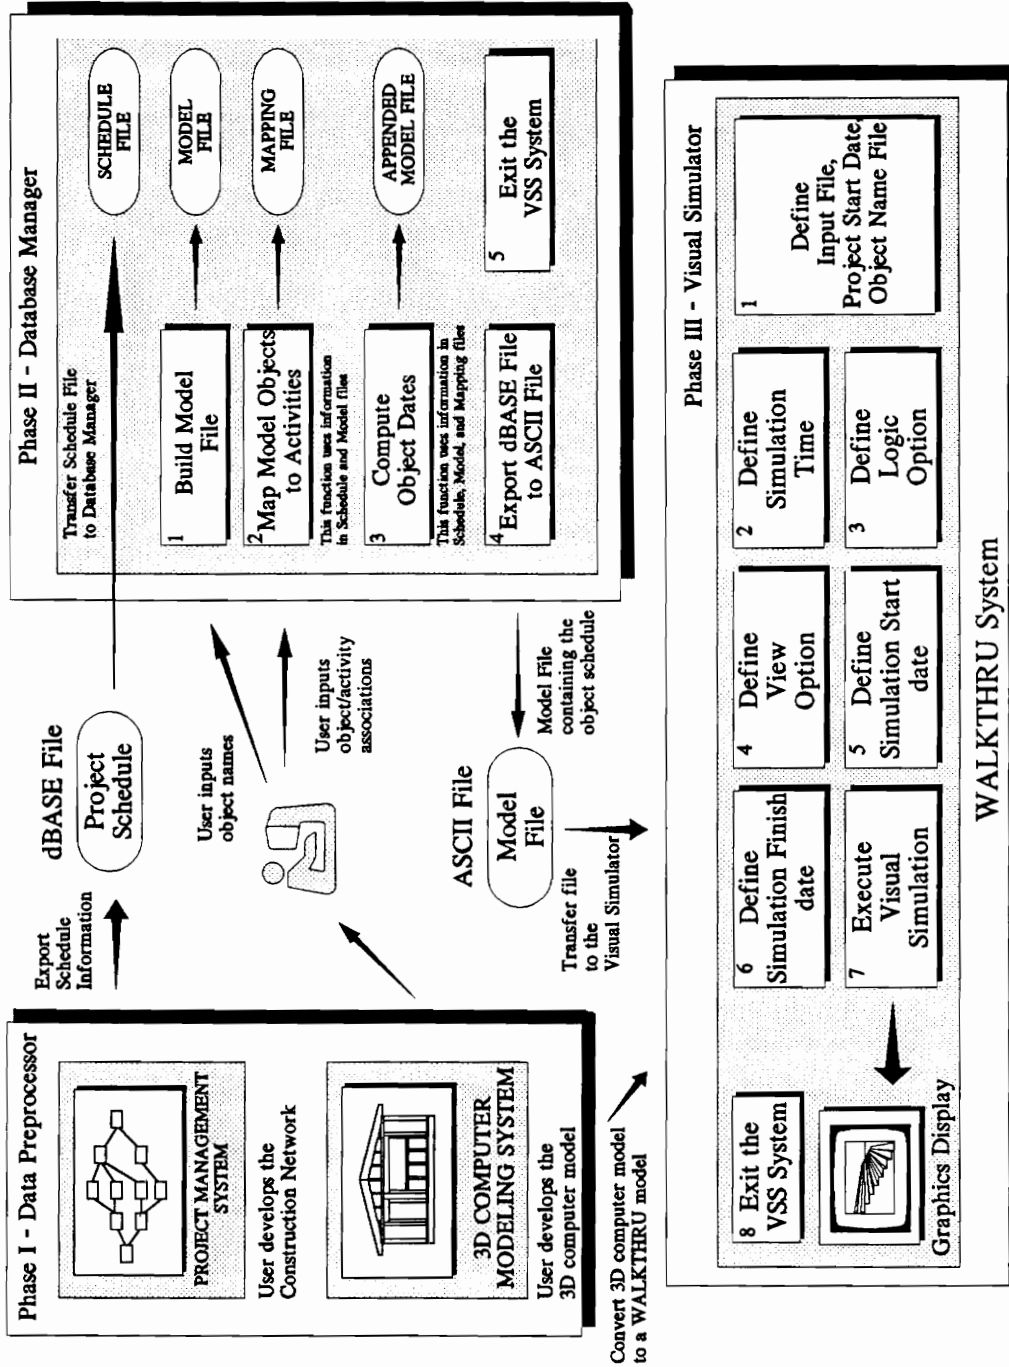 Phase I - Data Preprocessor
PROJECT MANAGEMENT
SYSTEM
User develops the
Construction Network
3D COMPUTER
MODELING SYSTEM
User develops the
3D computer model
Export
Schedule
Information
dBASE File
Project
Schedule
User inputs
object names
User inputs
object/activity
associations
ASCII File
Model
File
Model File
containing the
object schedule
Transfer file
to the
Visual Simulator
Convert 3D computer model
to a WALKTHRU model
Phase II - Database Manager
Transfer Schedule File
to Database Manager
SCHEDULE
FILE
1 Build Model
File
MODEL
FILE
2 Map Model Objects
to Activities
MAPPING
FILE
This function uses information
in Schedule and Model files
3 Compute
Object Dates
APPENDED
MODEL FILE
This function uses information in
Schedule, Model, and Mapping files
4 Export dBASE File
to ASCII File
5 Exit the
VSS System
Phase III - Visual Simulator
8 Exit the
VSS System
6 Define
Simulation Finish
date
4 Define
View
Option
2 Define
Simulation
Time
1 Define
Input File,
Project Start Date,
Object Name File
7 Execute
Visual
Simulation
5 Define
Simulation Start
date
3 Define
Logic
Option
Graphics Display
WALKTHRU System